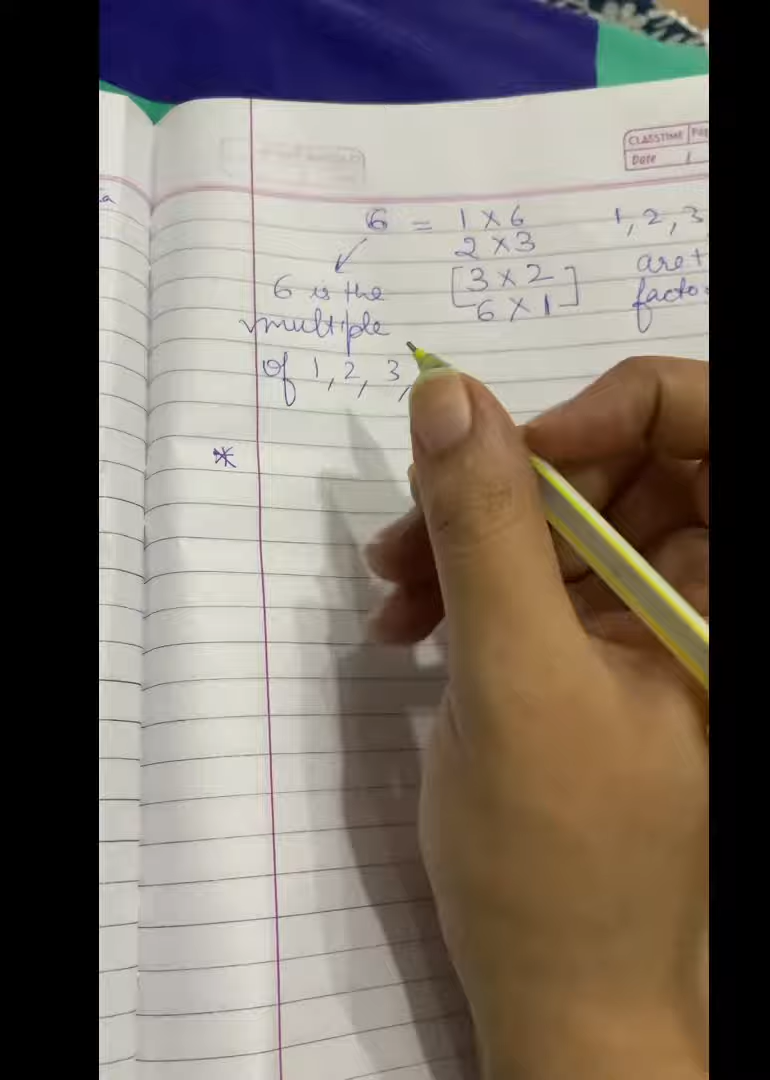 CLASSTIME
Date
6 = 1 X 6 1, 2, 3
2 X 3
are
[3 X 2
6 X 1]
6 is the
multiple
of 1, 2, 3,
*